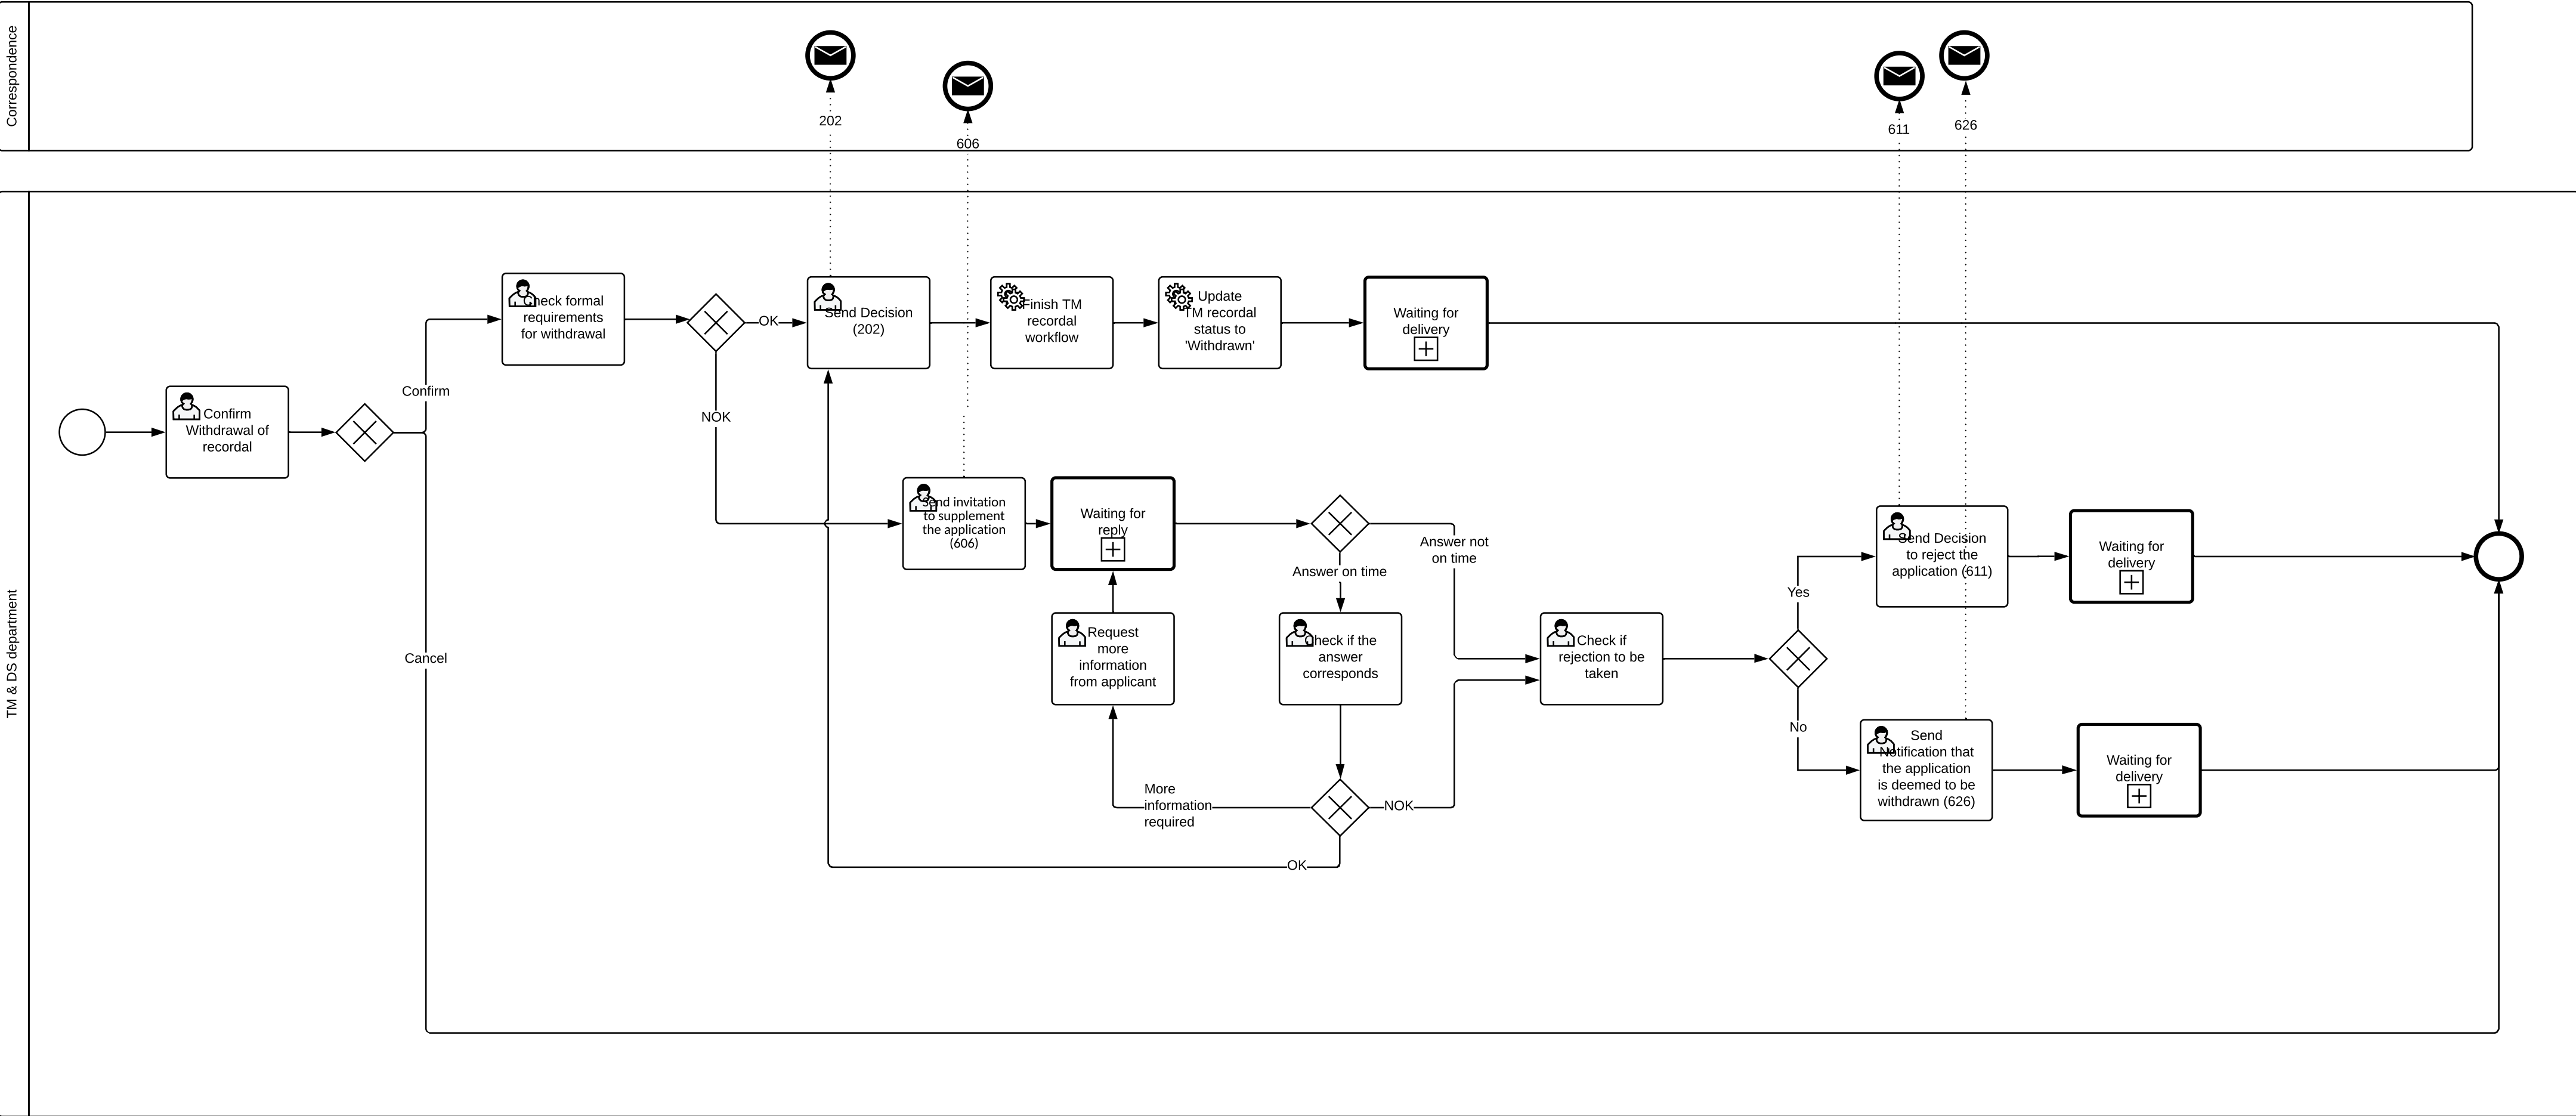 Correspondence
202
606
611
626
TM & DS department
Confirm
Withdrawal of
recordal
Confirm
Cancel
Check formal
requirements
for withdrawal
OK
NOK
Send Decision
(202)
Finish TM
recordal
workflow
Update
TM recordal
status to
'Withdrawn'
Waiting for
delivery
Send invitation
to supplement
the application
(606)
Waiting for
reply
Answer not
on time
Answer on time
Request
more
information
from applicant
Check if the
answer
corresponds
More
information
required
NOK
OK
Check if
rejection to be
taken
Yes
No
Send Decision
to reject the
application (611)
Waiting for
delivery
Send
Notification that
the application
is deemed to be
withdrawn (626)
Waiting for
delivery